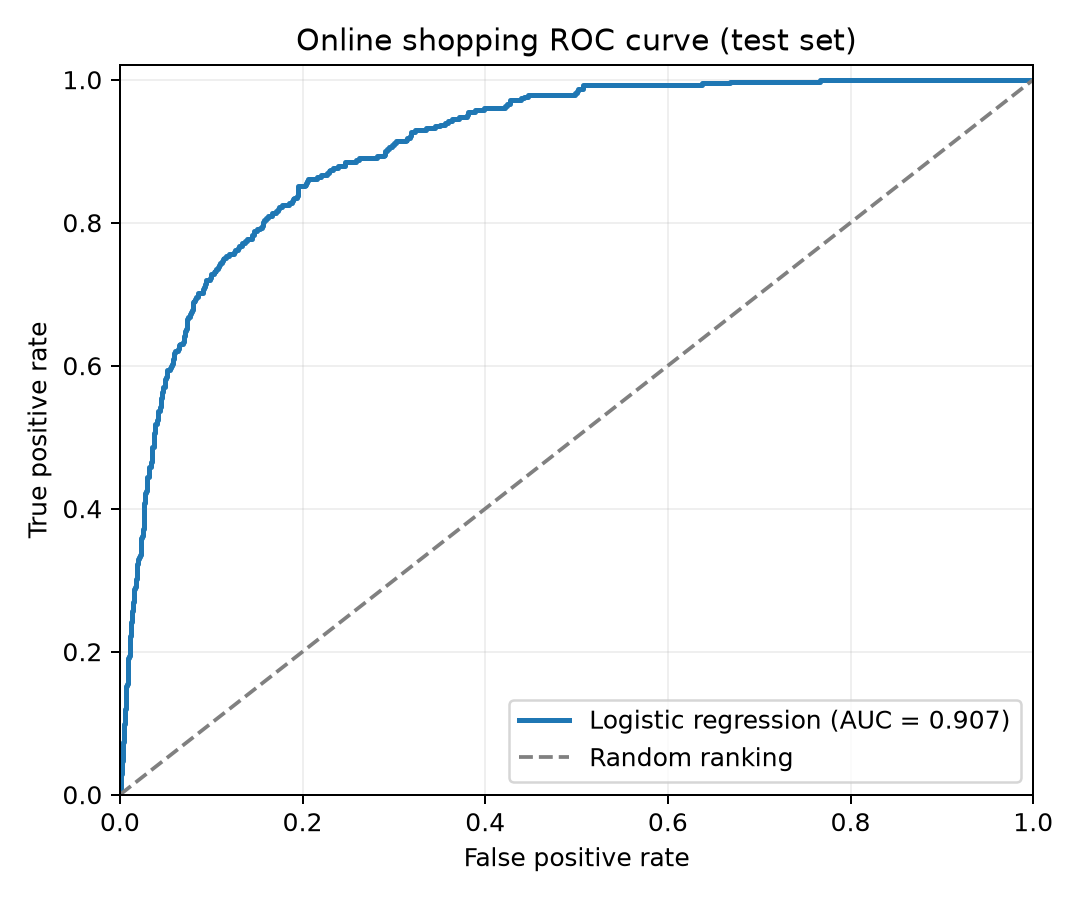 Online shopping ROC curve (test set)
True positive rate
1.0
0.8
0.6
0.4
0.2
0.0
Logistic regression (AUC = 0.907)
Random ranking
0.0 0.2 0.4 0.6 0.8 1.0
False positive rate